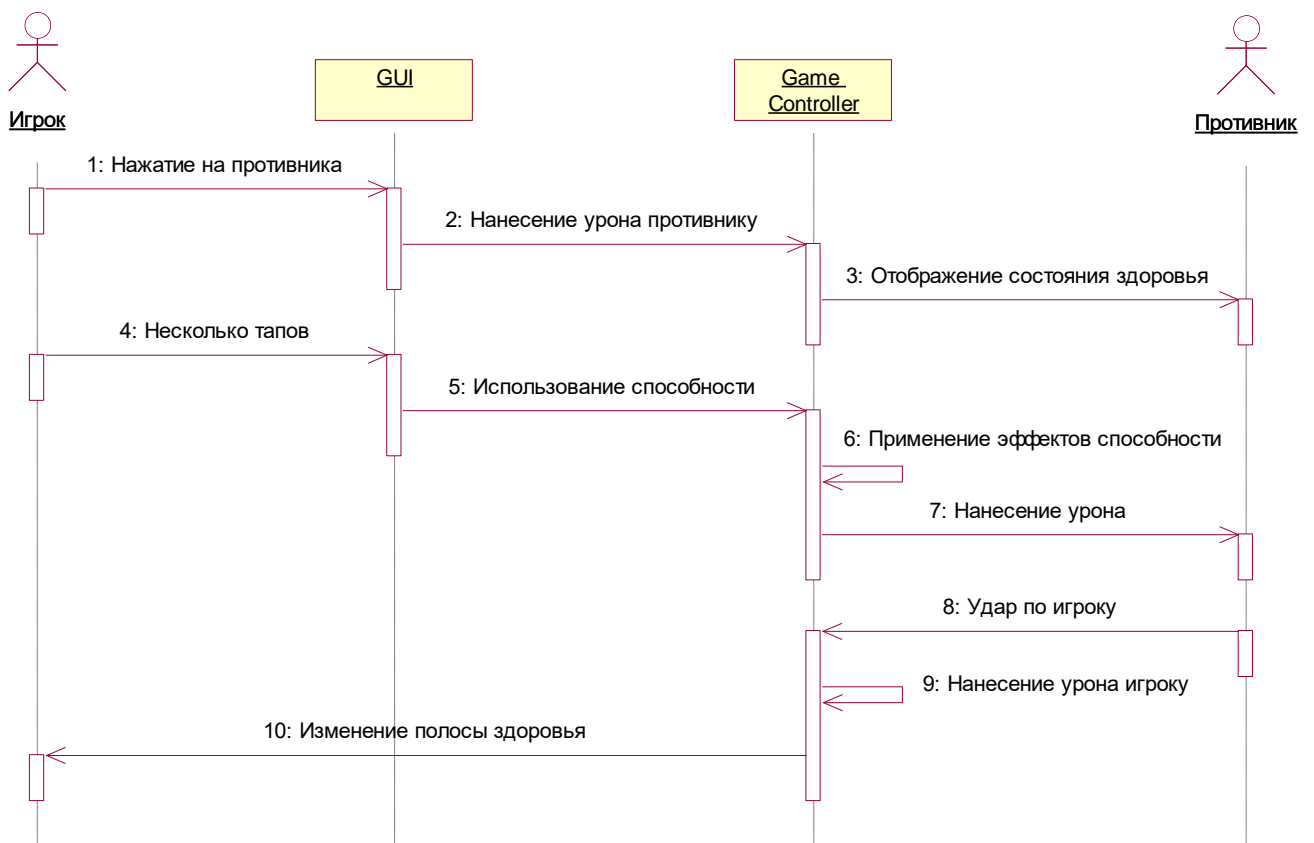 Игрок
GUI
Game
Controller
Противник
1: Нажатие на противника
2: Нанесение урона противнику
3: Отображение состояния здоровья
4: Несколько тапов
5: Использование способности
6: Применение эффектов способности
7: Нанесение урона
8: Удар по игроку
9: Нанесение урона игроку
10: Изменение полосы здоровья